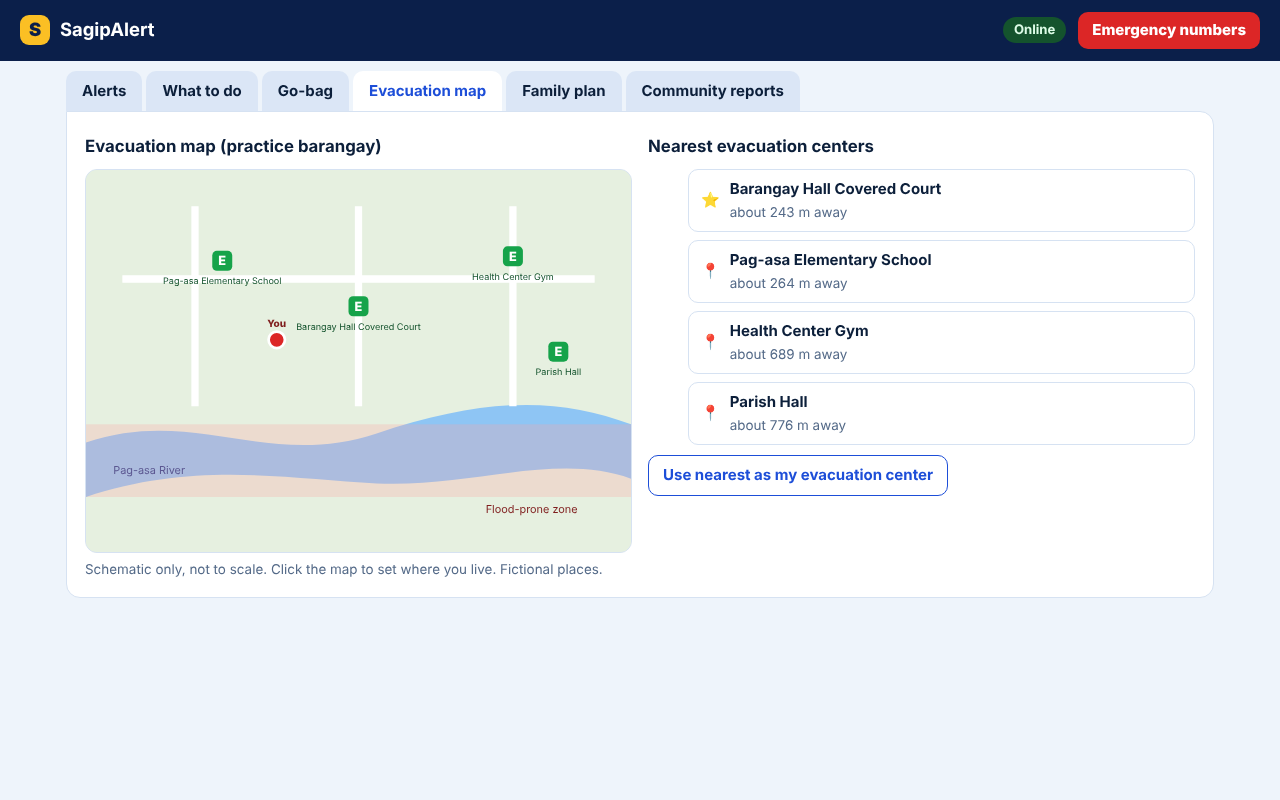 S SagipAlert
Online
Emergency numbers
Alerts
What to do
Go-bag
Evacuation map
Family plan
Community reports
Evacuation map (practice barangay)
E
Pag-asa Elementary School
E
Health Center Gym
E
Barangay Hall Covered Court
You
E
Parish Hall
Pag-asa River
Flood-prone zone
Schematic only, not to scale. Click the map to set where you live. Fictional places.
Nearest evacuation centers
Barangay Hall Covered Court
about 243 m away
Pag-asa Elementary School
about 264 m away
Health Center Gym
about 689 m away
Parish Hall
about 776 m away
Use nearest as my evacuation center